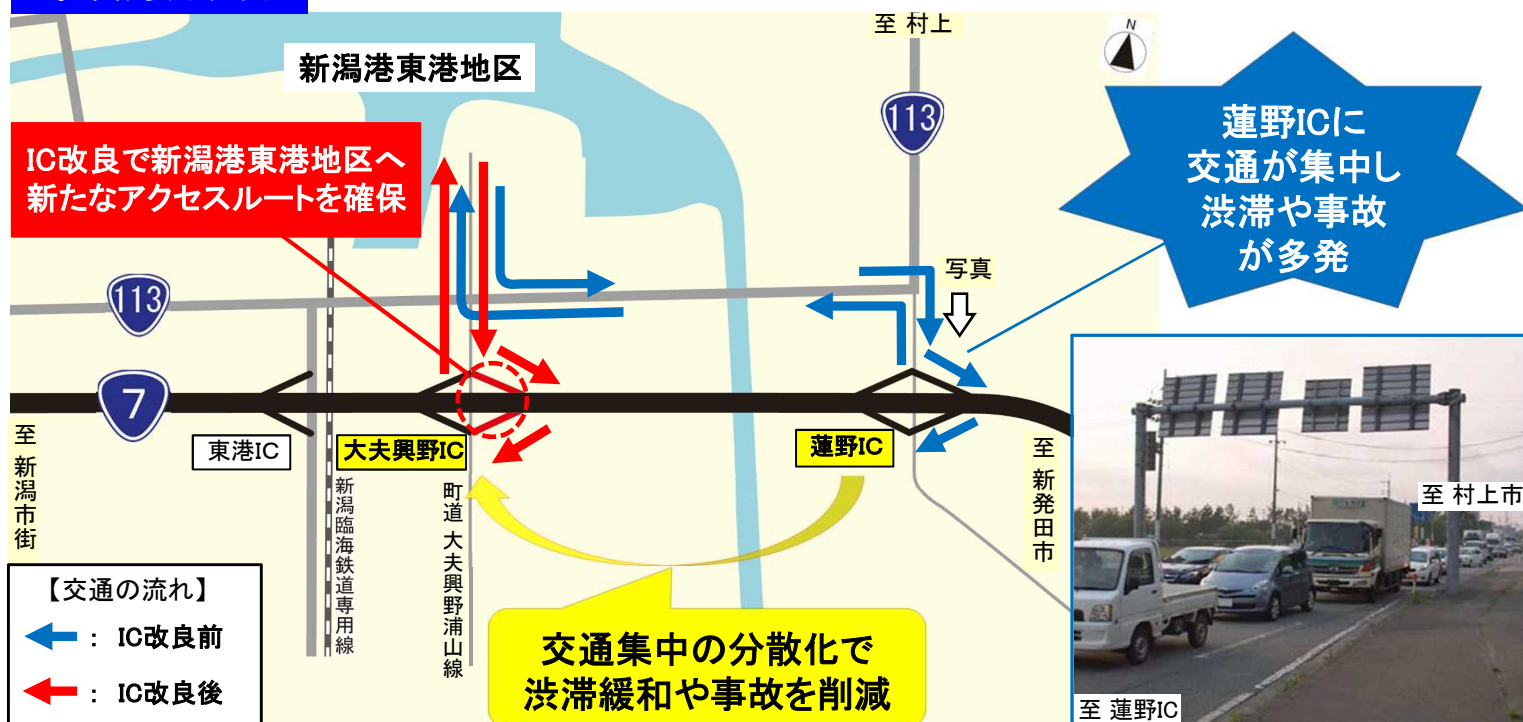 至 村上
N
新潟港東港地区
113
蓮野ICに
交通が集中し
渋滞や事故
が多発
IC改良で新潟港東港地区へ
新たなアクセスルートを確保
写真
113
7
東港IC
大夫興野IC
蓮野IC
至 新潟市街
新潟臨海鉄道専用線
町道 大夫興野浦山線
至 新発田市
至 村上市
至 蓮野IC
【交通の流れ】
： IC改良前
： IC改良後
交通集中の分散化で
渋滞緩和や事故を削減